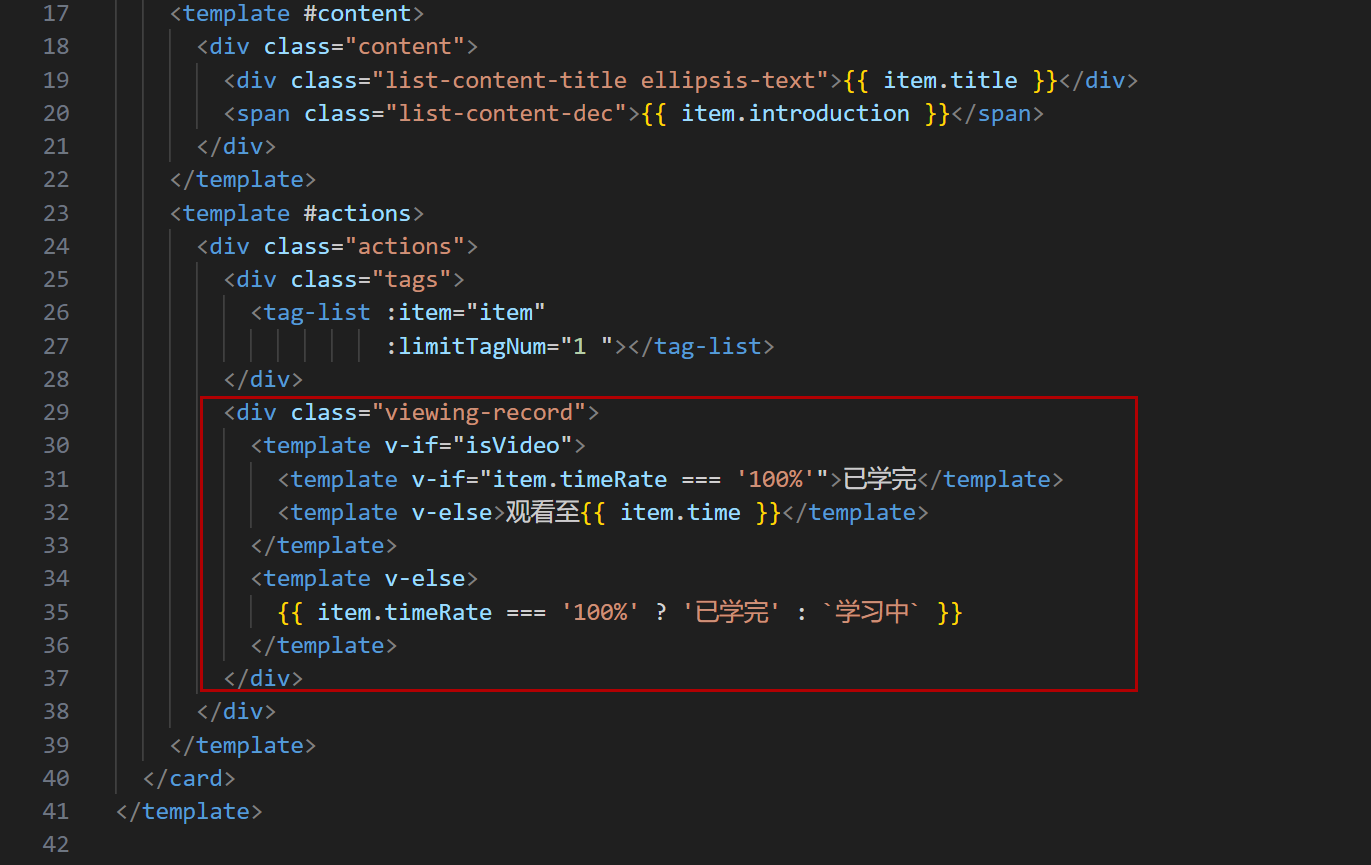 17 <template #content>
18 <div class="content">
19 <div class="list-content-title ellipsis-text">{{ item.title }}</div>
20 <span class="list-content-dec">{{ item.introduction }}</span>
21 </div>
22 </template>
23 <template #actions>
24 <div class="actions">
25 <div class="tags">
26 <tag-list :item="item"
27 :limitTagNum="1 "></tag-list>
28 </div>
29 <div class="viewing-record">
30 <template v-if="isVideo">
31 <template v-if="item.timeRate === '100%'">已学完</template>
32 <template v-else>观看至{{ item.time }}</template>
33 </template>
34 <template v-else>
35 {{ item.timeRate === '100%' ? '已学完' : `学习中` }}
36 </template>
37 </div>
38 </div>
39 </template>
40 </card>
41 </template>
42